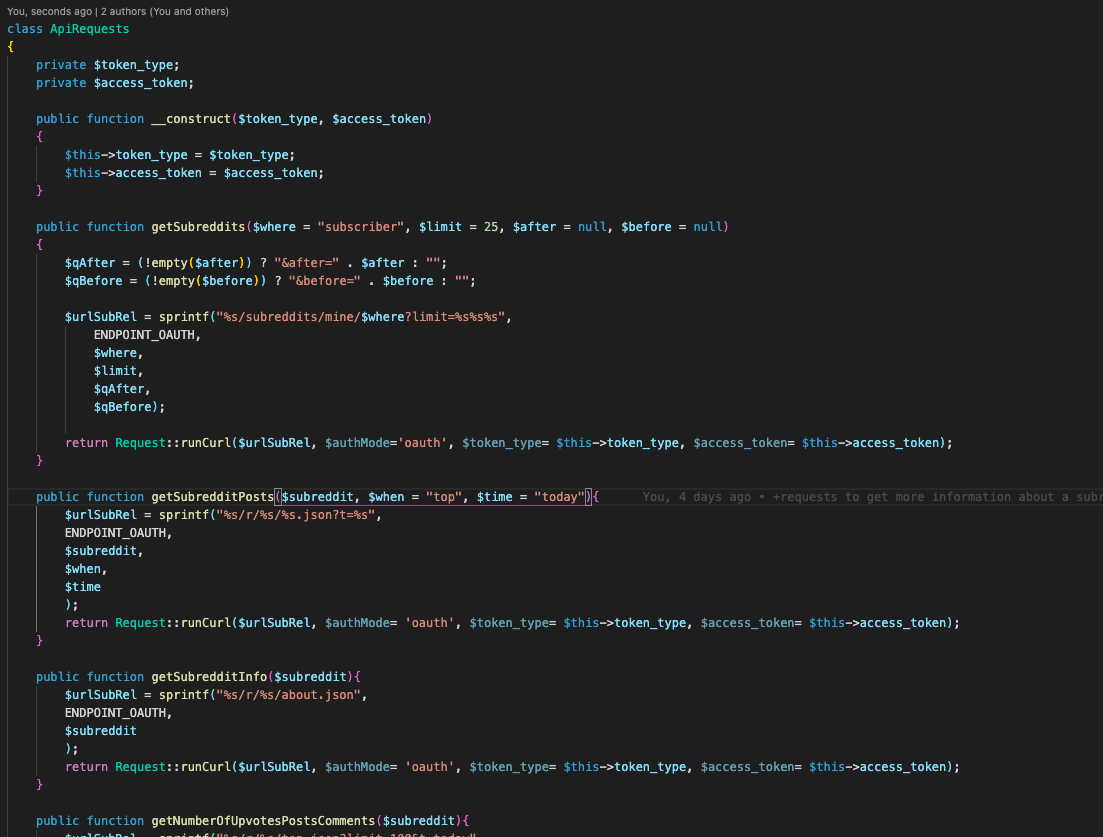 You, seconds ago | 2 authors (You and others)
class ApiRequests
{
    private $token_type;
    private $access_token;

    public function __construct($token_type, $access_token)
    {
        $this->token_type = $token_type;
        $this->access_token = $access_token;
    }

    public function getSubreddits($where = "subscriber", $limit = 25, $after = null, $before = null)
    {
        $qAfter = (!empty($after)) ? "&after=" . $after : "";
        $qBefore = (!empty($before)) ? "&before=" . $before : "";

        $urlSubRel = sprintf("%s/subreddits/mine/$where?limit=%s%s%s",
            ENDPOINT_OAUTH,
            $where,
            $limit,
            $qAfter,
            $qBefore);

        return Request::runCurl($urlSubRel, $authMode='oauth', $token_type= $this->token_type, $access_token= $this->access_token);
    }

    public function getSubredditPosts($subreddit, $when = "top", $time = "today"){ You, 4 days ago • +requests to get more information about a
        $urlSubRel = sprintf("%s/r/%s/%s.json?t=%s",
        ENDPOINT_OAUTH,
        $subreddit,
        $when,
        $time
        );
        return Request::runCurl($urlSubRel, $authMode= 'oauth', $token_type= $this->token_type, $access_token= $this->access_token);
    }

    public function getSubredditInfo($subreddit){
        $urlSubRel = sprintf("%s/r/%s/about.json",
        ENDPOINT_OAUTH,
        $subreddit
        );
        return Request::runCurl($urlSubRel, $authMode= 'oauth', $token_type= $this->token_type, $access_token= $this->access_token);
    }

    public function getNumberOfUpvotesPostsComments($subreddit){